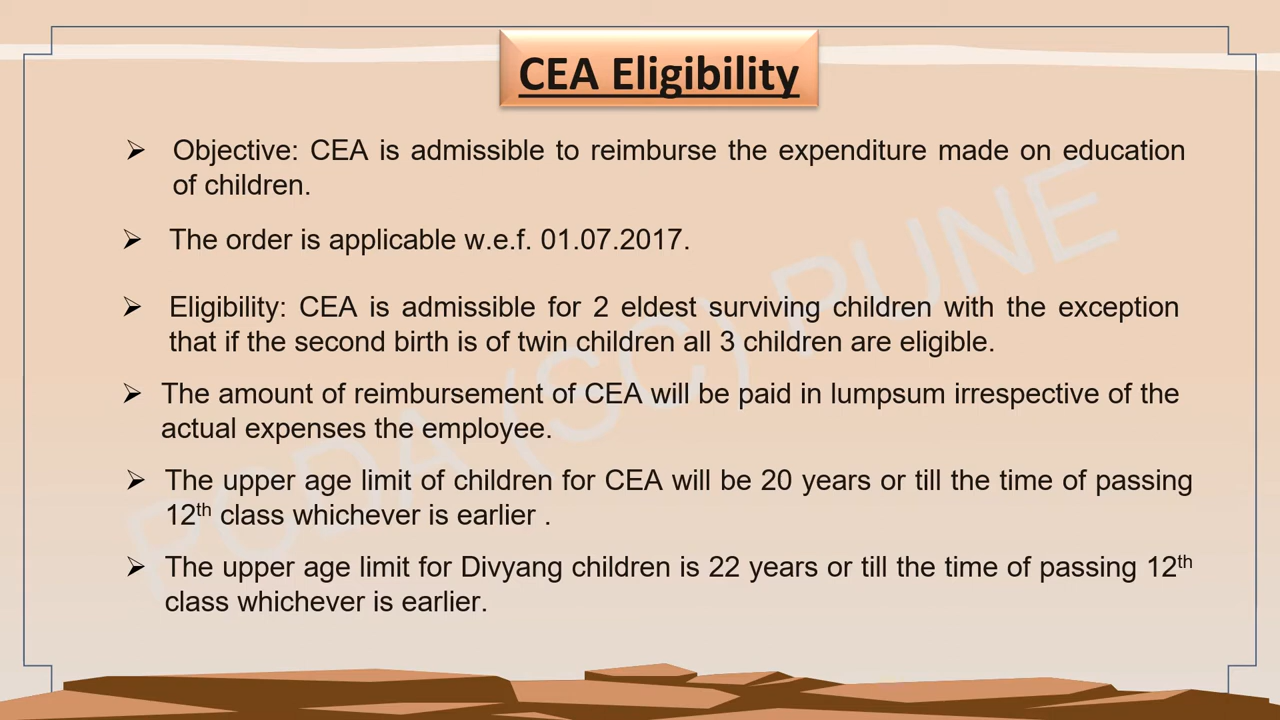 CEA Eligibility
➢ Objective: CEA is admissible to reimburse the expenditure made on education
of children.
➢ The order is applicable w.e.f. 01.07.2017.
➢ Eligibility: CEA is admissible for 2 eldest surviving children with the exception
that if the second birth is of twin children all 3 children are eligible.
➢ The amount of reimbursement of CEA will be paid in lumpsum irrespective of the
actual expenses the employee.
➢ The upper age limit of children for CEA will be 20 years or till the time of passing
12th class whichever is earlier .
➢ The upper age limit for Divyang children is 22 years or till the time of passing 12th
class whichever is earlier.
PCDA (SC) PUNE